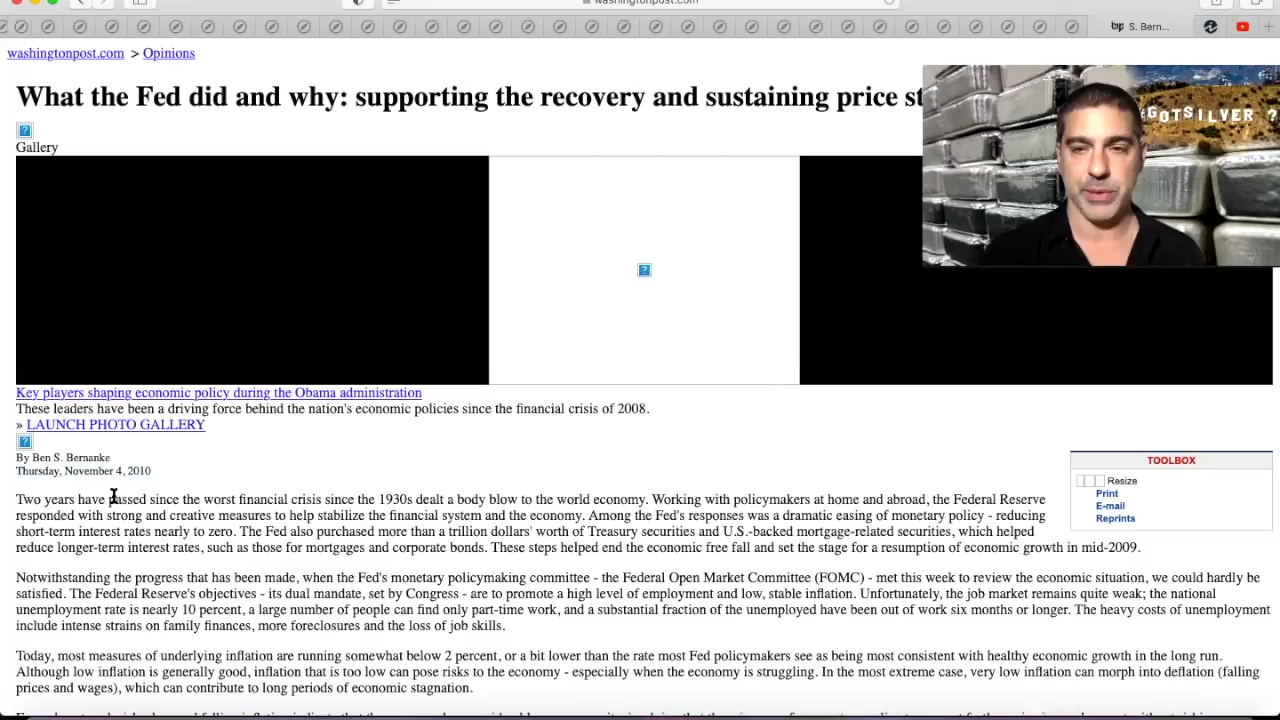 washingtonpost.com
S. Bern...
washingtonpost.com > Opinions
What the Fed did and why: supporting the recovery and sustaining price st
GOTSILVER ?
Gallery
Key players shaping economic policy during the Obama administration
These leaders have been a driving force behind the nation's economic policies since the financial crisis of 2008.
» LAUNCH PHOTO GALLERY
By Ben S. Bernanke
Thursday, November 4, 2010
TOOLBOX
Resize
Print
E-mail
Reprints
Two years have passed since the worst financial crisis since the 1930s dealt a body blow to the world economy. Working with policymakers at home and abroad, the Federal Reserve
responded with strong and creative measures to help stabilize the financial system and the economy. Among the Fed's responses was a dramatic easing of monetary policy - reducing
short-term interest rates nearly to zero. The Fed also purchased more than a trillion dollars' worth of Treasury securities and U.S.-backed mortgage-related securities, which helped
reduce longer-term interest rates, such as those for mortgages and corporate bonds. These steps helped end the economic free fall and set the stage for a resumption of economic growth in mid-2009.
Notwithstanding the progress that has been made, when the Fed's monetary policymaking committee - the Federal Open Market Committee (FOMC) - met this week to review the economic situation, we could hardly be
satisfied. The Federal Reserve's objectives - its dual mandate, set by Congress - are to promote a high level of employment and low, stable inflation. Unfortunately, the job market remains quite weak; the national
unemployment rate is nearly 10 percent, a large number of people can find only part-time work, and a substantial fraction of the unemployed have been out of work six months or longer. The heavy costs of unemployment
include intense strains on family finances, more foreclosures and the loss of job skills.
Today, most measures of underlying inflation are running somewhat below 2 percent, or a bit lower than the rate most Fed policymakers see as being most consistent with healthy economic growth in the long run.
Although low inflation is generally good, inflation that is too low can pose risks to the economy - especially when the economy is struggling. In the most extreme case, very low inflation can morph into deflation (falling
prices and wages), which can contribute to long periods of economic stagnation.